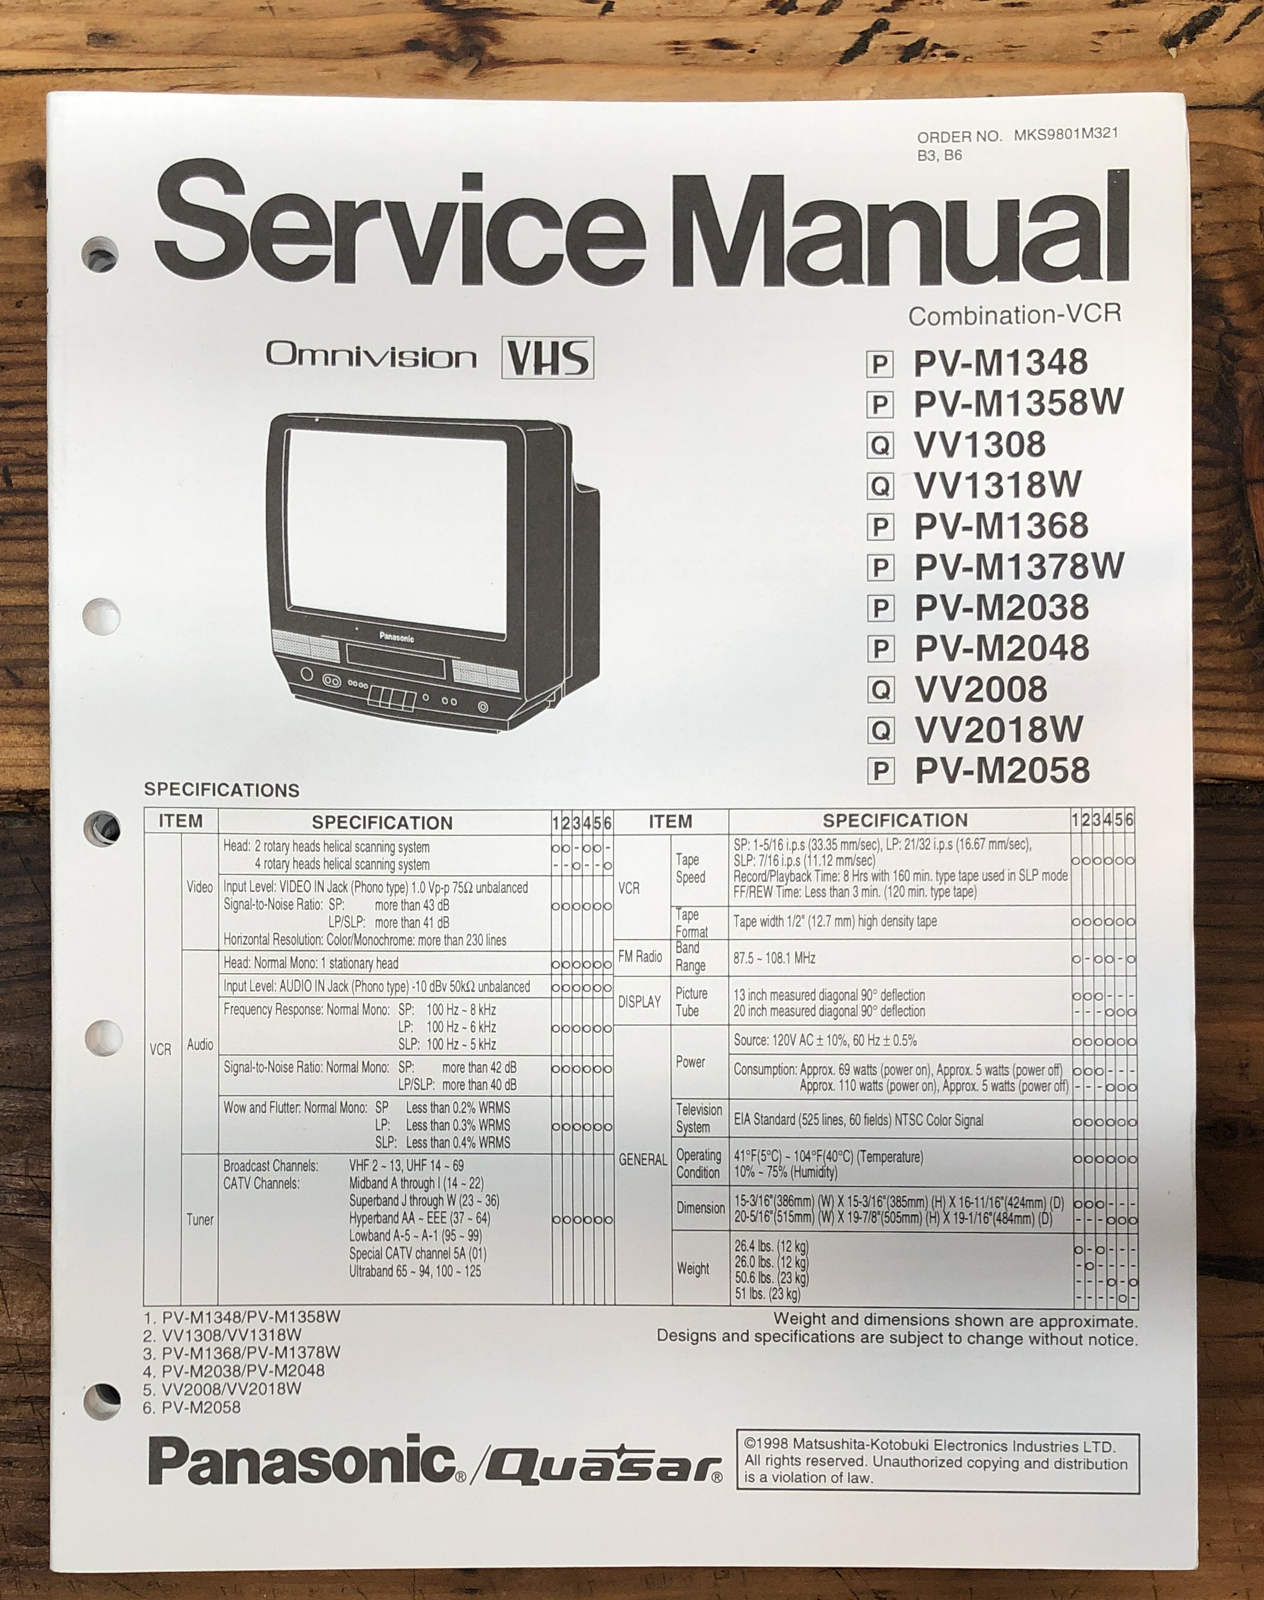 ORDER NO. MKS9801M321
B3, B6
Service Manual
Combination-VCR
Omnivision VHS
P PV-M1348
P PV-M1358W
Q VV1308
Q VV1318W
P PV-M1368
P PV-M1378W
P PV-M2038
P PV-M2048
Q VV2008
Q VV2018W
P PV-M2058
Panasonic
SPECIFICATIONS
ITEM SPECIFICATION 1 2 3 4 5 6
VCR
Video
Head: 2 rotary heads helical scanning system o o - o o -
4 rotary heads helical scanning system - - o - - o
Input Level: VIDEO IN Jack (Phono type) 1.0 Vp-p 75Ω unbalanced
Signal-to-Noise Ratio: SP: more than 43 dB
LP/SLP: more than 41 dB
Horizontal Resolution: Color/Monochrome: more than 230 lines
o o o o o o
Audio
Head: Normal Mono: 1 stationary head o o o o o o
Input Level: AUDIO IN Jack (Phono type) -10 dBv 50kΩ unbalanced o o o o o o
Frequency Response: Normal Mono: SP: 100 Hz ~ 8 kHz
LP: 100 Hz ~ 6 kHz
SLP: 100 Hz ~ 5 kHz
o o o o o o
Signal-to-Noise Ratio: Normal Mono: SP: more than 42 dB
LP/SLP: more than 40 dB
o o o o o o
Wow and Flutter: Normal Mono: SP Less than 0.2% WRMS
LP: Less than 0.3% WRMS
SLP: Less than 0.4% WRMS
o o o o o o
Tuner
Broadcast Channels: VHF 2 ~ 13, UHF 14 ~ 69
CATV Channels: Midband A through I (14 ~ 22)
Superband J through W (23 ~ 36)
Hyperband AA ~ EEE (37 ~ 64)
Lowband A-5 ~ A-1 (95 ~ 99)
Special CATV channel 5A (01)
Ultraband 65 ~ 94, 100 ~ 125
o o o o o o
ITEM SPECIFICATION 1 2 3 4 5 6
VCR
Tape
Speed
SP: 1-5/16 i.p.s (33.35 mm/sec), LP: 21/32 i.p.s (16.67 mm/sec),
SLP: 7/16 i.p.s (11.12 mm/sec)
Record/Playback Time: 8 Hrs with 160 min. type tape used in SLP mode
FF/REW Time: Less than 3 min. (120 min. type tape)
o o o o o o
Tape
Format
Tape width 1/2" (12.7 mm) high density tape o o o o o o
FM Radio
Band
Range
87.5 ~ 108.1 MHz o - o o - o
DISPLAY
Picture
Tube
13 inch measured diagonal 90° deflection o o o - - -
20 inch measured diagonal 90° deflection - - - o o o
GENERAL
Power
Source: 120V AC ± 10%, 60 Hz ± 0.5% o o o o o o
Consumption: Approx. 69 watts (power on), Approx. 5 watts (power off) o o o - - -
Approx. 110 watts (power on), Approx. 5 watts (power off) - - - o o o
Television
System
EIA Standard (525 lines, 60 fields) NTSC Color Signal o o o o o o
Operating
Condition
41°F(5°C) ~ 104°F(40°C) (Temperature)
10% ~ 75% (Humidity)
o o o o o o
Dimension
15-3/16"(386mm) (W) X 15-3/16"(385mm) (H) X 16-11/16"(424mm) (D) o o o - - -
20-5/16"(515mm) (W) X 19-7/8"(505mm) (H) X 19-1/16"(484mm) (D) - - - o o o
Weight
26.4 lbs. (12 kg) o - o - - -
26.0 lbs. (12 kg) - o - - - -
50.6 lbs. (23 kg) - - - o - o
51 lbs. (23 kg) - - - - o -
1. PV-M1348/PV-M1358W
2. VV1308/VV1318W
3. PV-M1368/PV-M1378W
4. PV-M2038/PV-M2048
5. VV2008/VV2018W
6. PV-M2058
Weight and dimensions shown are approximate.
Designs and specifications are subject to change without notice.
Panasonic®/Quasar®
©1998 Matsushita-Kotobuki Electronics Industries LTD.
All rights reserved. Unauthorized copying and distribution
is a violation of law.